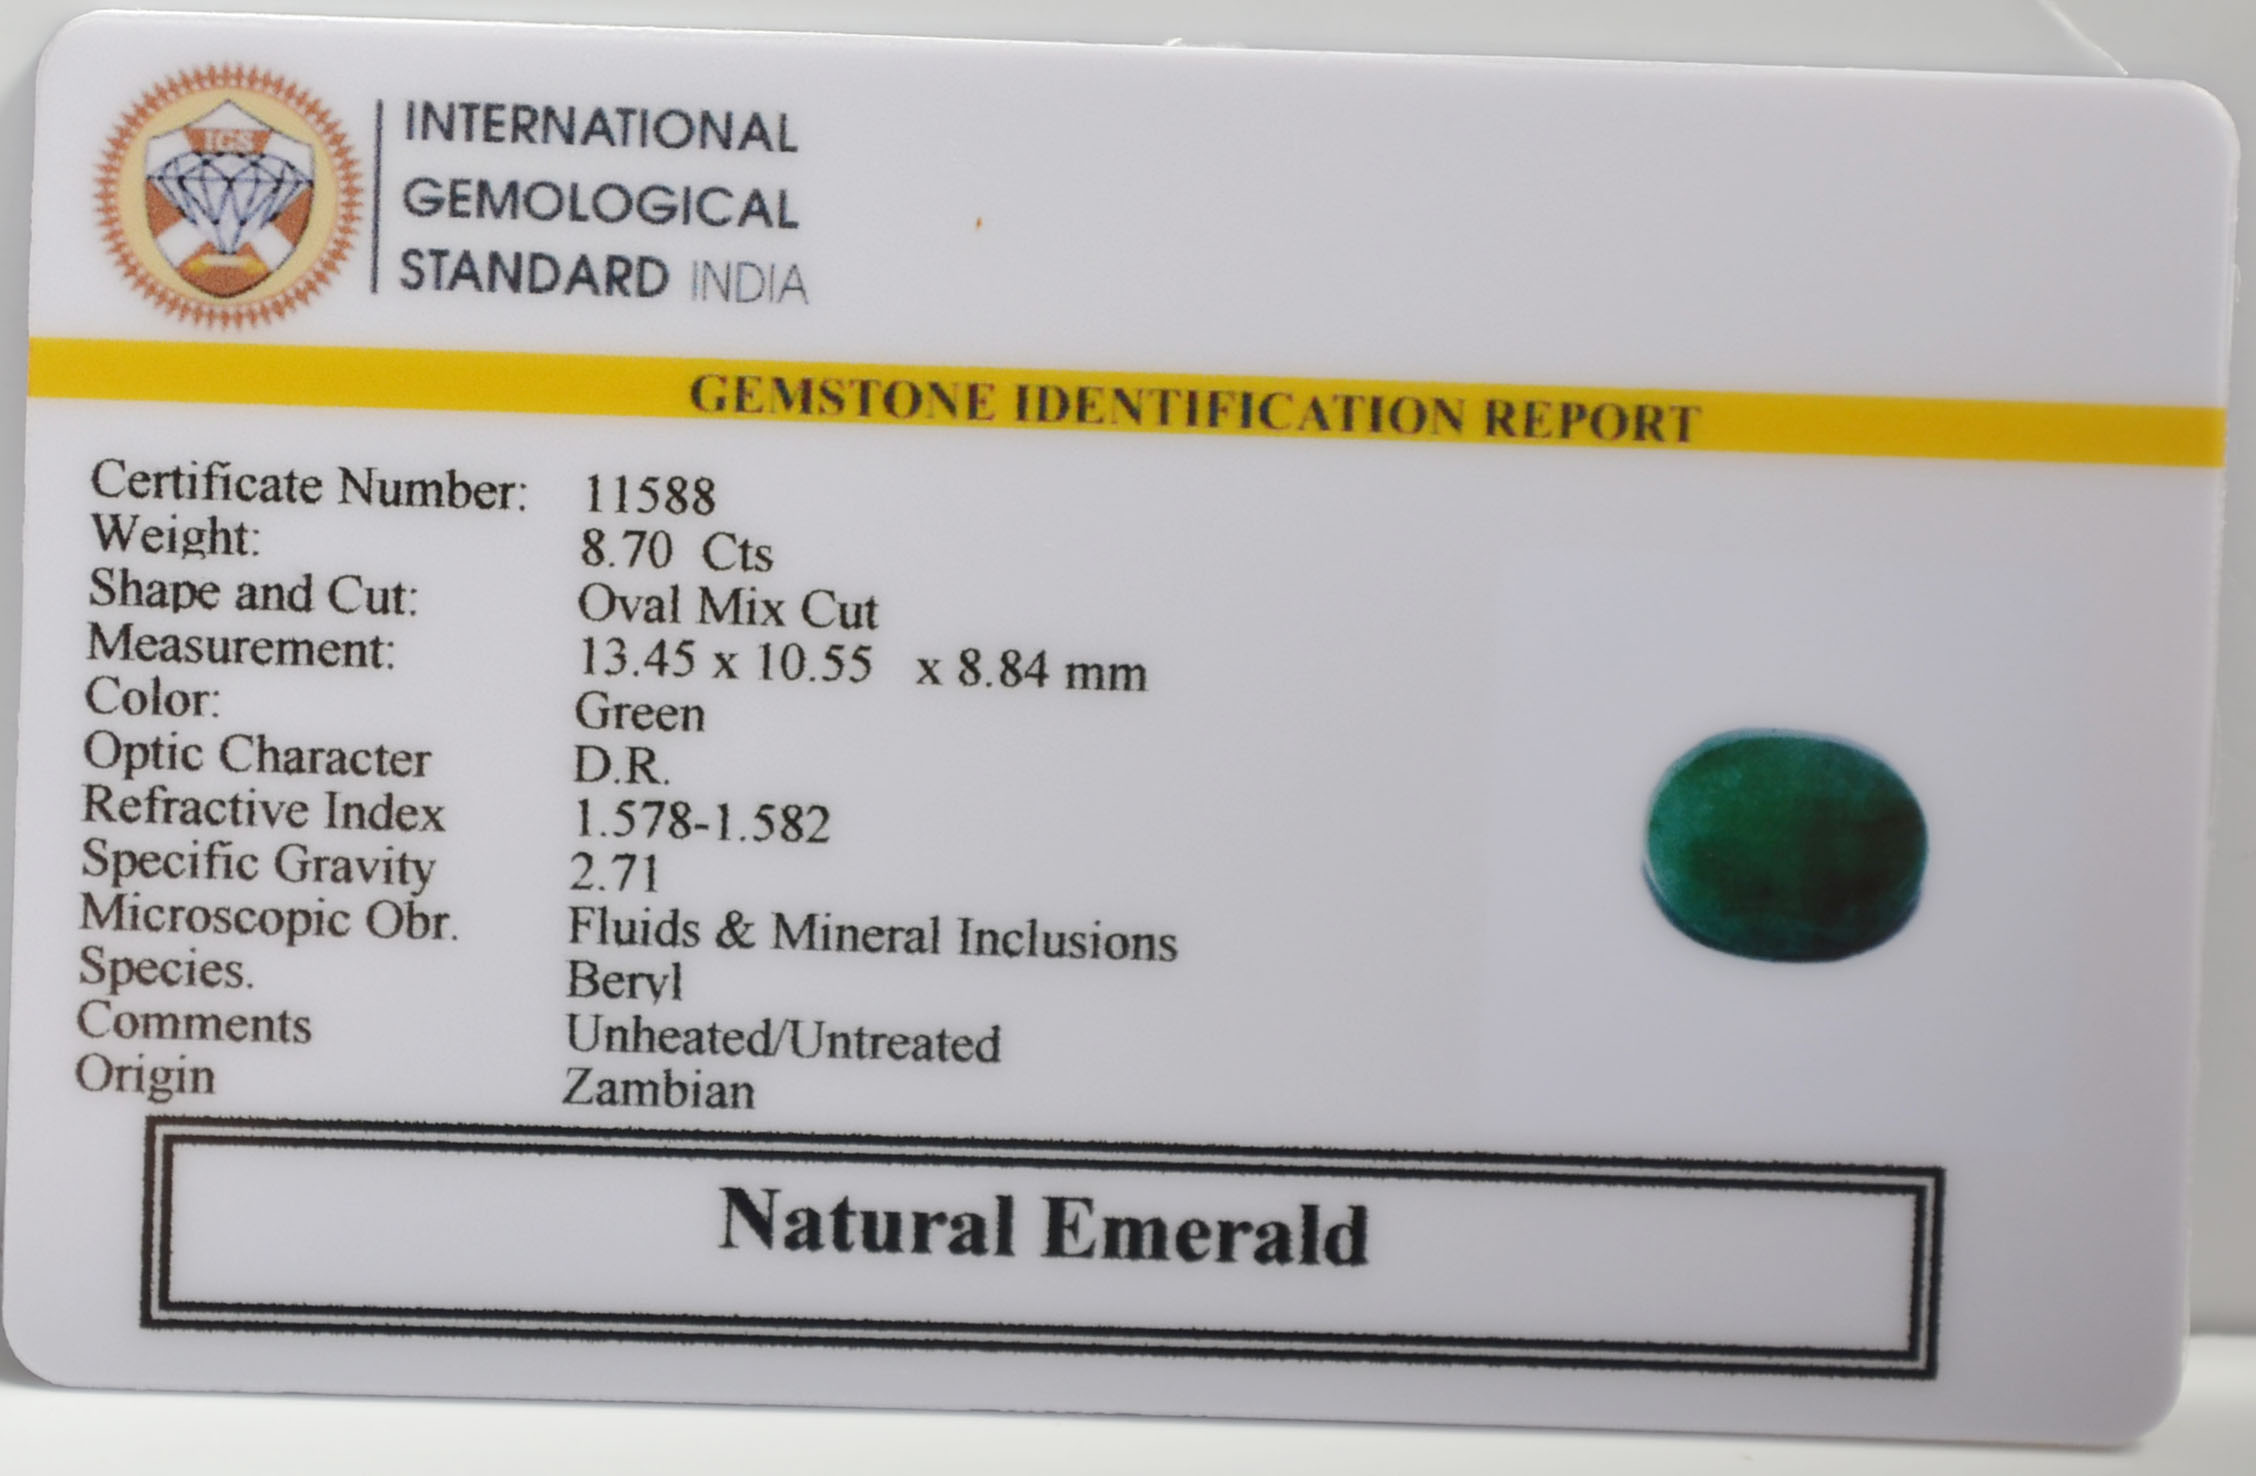 IGS
INTERNATIONAL
GEMOLOGICAL
STANDARD INDIA
GEMSTONE IDENTIFICATION REPORT
Certificate Number: 11588
Weight: 8.70 Cts
Shape and Cut: Oval Mix Cut
Measurement: 13.45 x 10.55 x 8.84 mm
Color: Green
Optic Character D.R.
Refractive Index 1.578-1.582
Specific Gravity 2.71
Microscopic Obr. Fluids & Mineral Inclusions
Species. Beryl
Comments Unheated/Untreated
Origin Zambian
Natural Emerald